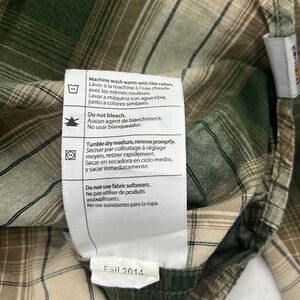 Machine wash warm with like colors.
Laver à la machine à l'eau chaude
avec les mêmes couleurs.
Lavar a máquina con agua tibia,
junto a colores similares.
Do not bleach.
Aucun agent de blanchiment.
No usar blanqueador.
Tumble dry medium, remove promptly.
Sécher par culbutage à réglage
moyen, retirer rapidement.
Secar en secadora en ciclo medio,
y sacar inmediatamente.
Do not use fabric softeners.
Ne pas utiliser de produits
assouplissants.
No use suavizantes para la ropa.
Fall 2014